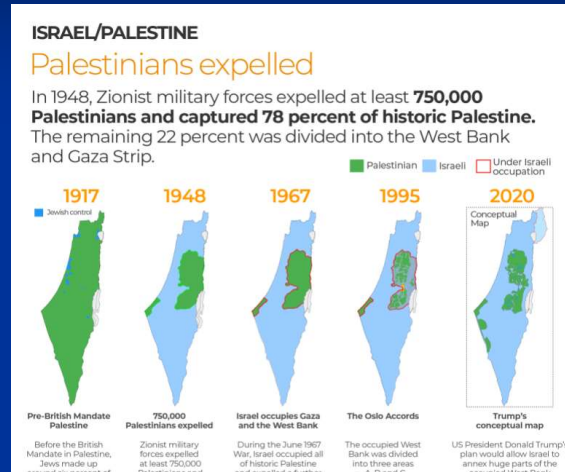 ISRAEL/PALESTINE
Palestinians expelled
In 1948, Zionist military forces expelled at least 750,000
Palestinians and captured 78 percent of historic Palestine.
The remaining 22 percent was divided into the West Bank
and Gaza Strip.
Palestinian
Israeli
Under Israeli
occupation
1917
1948
1967
1995
2020
Jewish control
Conceptual
Map
Pre-British Mandate
Palestine
Before the British
Mandate in Palestine,
Jews made up
750,000
Palestinians expelled
Zionist military
forces expelled
at least 750,000
Palestinians and
Israel occupies Gaza
and the West Bank
During the June 1967
War, Israel occupied all
of historic Palestine
The Oslo Accords
The occupied West
Bank was divided
into three areas
Trump's
conceptual map
US President Donald Trump's
plan would allow Israel to
annex huge parts of the